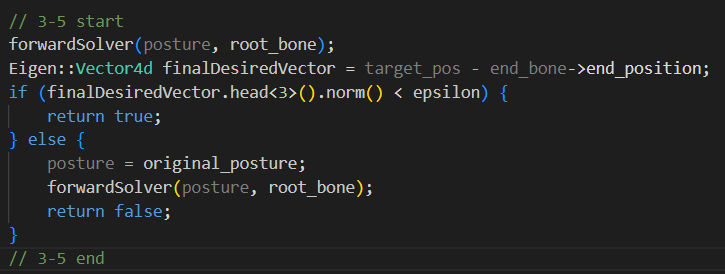 // 3-5 start
forwardSolver(posture, root_bone);
Eigen::Vector4d finalDesiredVector = target_pos - end_bone->end_position;
if (finalDesiredVector.head<3>().norm() < epsilon) {
    return true;
} else {
    posture = original_posture;
    forwardSolver(posture, root_bone);
    return false;
}
// 3-5 end